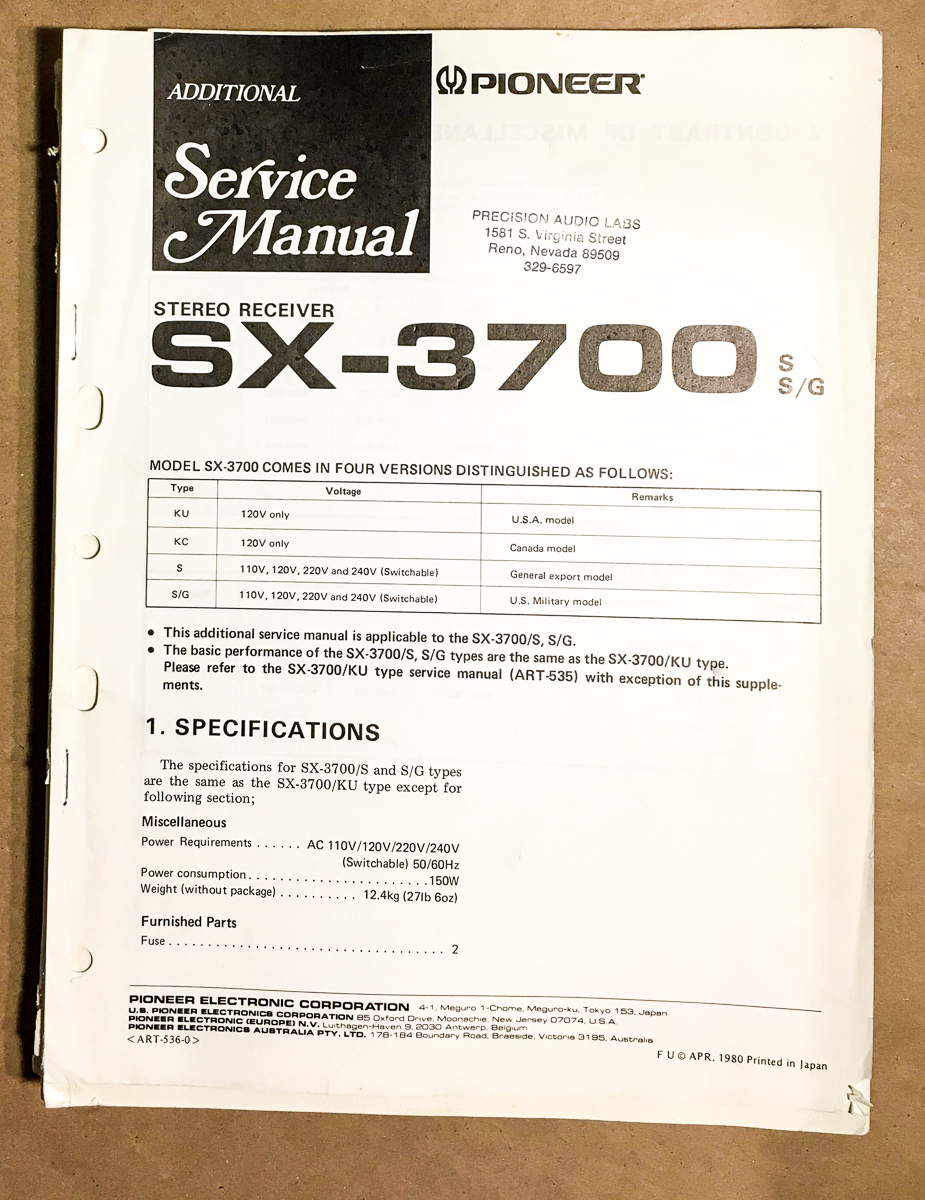 ADDITIONAL
Service
Manual
PIONEER
PRECISION AUDIO LABS
1581 S. Virginia Street
Reno, Nevada 89509
329-6597
STEREO RECEIVER
SX-3700 S
S/G
MODEL SX-3700 COMES IN FOUR VERSIONS DISTINGUISHED AS FOLLOWS:
Type Voltage Remarks
KU 120V only U.S.A. model
KC 120V only Canada model
S 110V, 120V, 220V and 240V (Switchable) General export model
S/G 110V, 120V, 220V and 240V (Switchable) U.S. Military model
• This additional service manual is applicable to the SX-3700/S, S/G.
• The basic performance of the SX-3700/S, S/G types are the same as the SX-3700/KU type.
Please refer to the SX-3700/KU type service manual (ART-535) with exception of this supple-
ments.
1. SPECIFICATIONS
The specifications for SX-3700/S and S/G types
are the same as the SX-3700/KU type except for
following section;
Miscellaneous
Power Requirements ...... AC 110V/120V/220V/240V
(Switchable) 50/60Hz
Power consumption.......................150W
Weight (without package) .......... 12.4kg (27lb 6oz)
Furnished Parts
Fuse................................... 2
PIONEER ELECTRONIC CORPORATION 4-1, Meguro 1-Chome, Meguro-ku, Tokyo 153, Japan
U.S. PIONEER ELECTRONICS CORPORATION 85 Oxford Drive, Moonachie, New Jersey 07074, U.S.A.
PIONEER ELECTRONIC (EUROPE) N.V. Luithagen-Haven 9, 2030 Antwerp, Belgium
PIONEER ELECTRONICS AUSTRALIA PTY. LTD. 178-184 Boundary Road, Braeside, Victoria 3195, Australia
<ART-536-0>
F U © APR. 1980 Printed in Japan